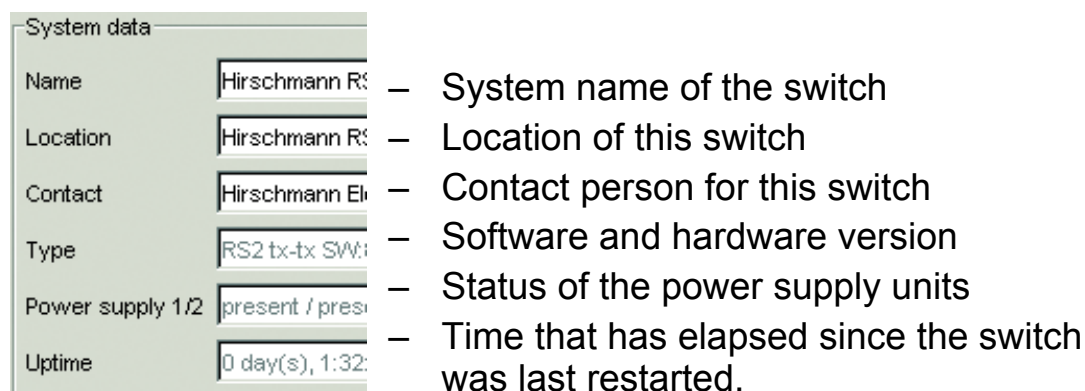 System data
Name Hirschmann RS – System name of the switch
Location Hirschmann RS – Location of this switch
Contact Hirschmann – Contact person for this switch
Type RS2 tx-tx – Software and hardware version
Power supply 1/2 present / – Status of the power supply units
Uptime 0 day(s), 1:32: – Time that has elapsed since the switch
was last restarted.